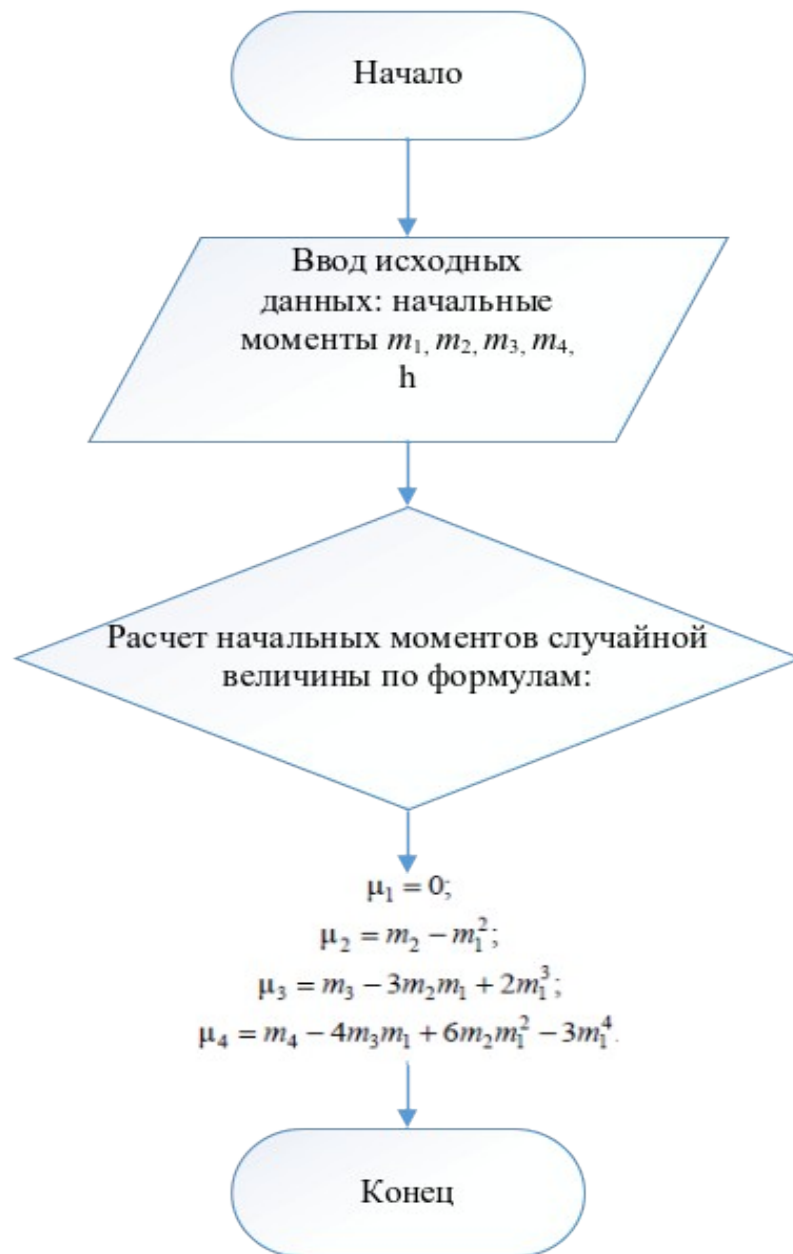 Начало
Ввод исходных
данных: начальные
моменты m₁, m₂, m₃, m₄,
h
Расчет начальных моментов случайной
величины по формулам:
μ₁ = 0;
μ₂ = m₂ − m₁²;
μ₃ = m₃ − 3m₂m₁ + 2m₁³;
μ₄ = m₄ − 4m₃m₁ + 6m₂m₁² − 3m₁⁴.
Конец